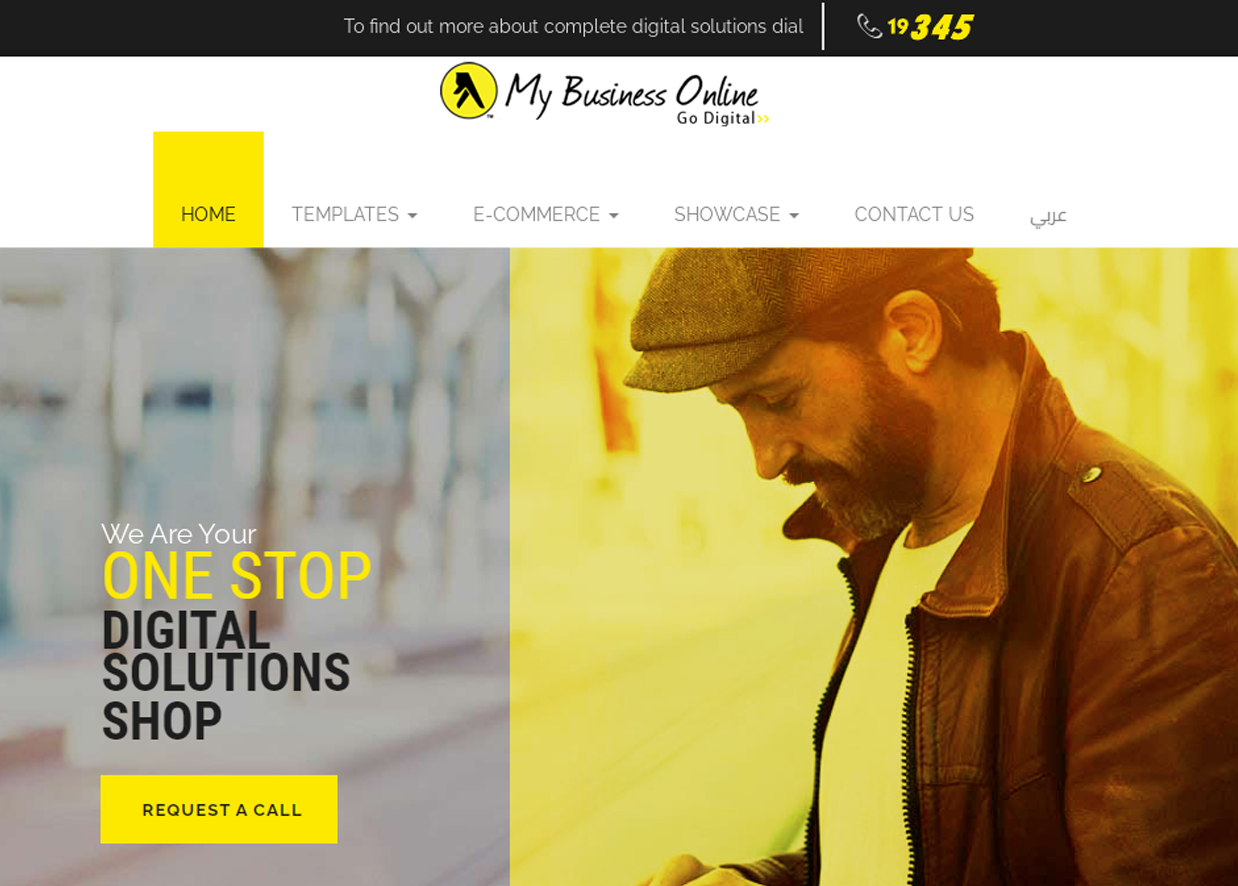 To find out more about complete digital solutions dial
19345
My Business Online
TM
Go Digital>>
HOME TEMPLATES E-COMMERCE SHOWCASE CONTACT US عربي
We Are Your
ONE STOP
DIGITAL
SOLUTIONS
SHOP
REQUEST A CALL